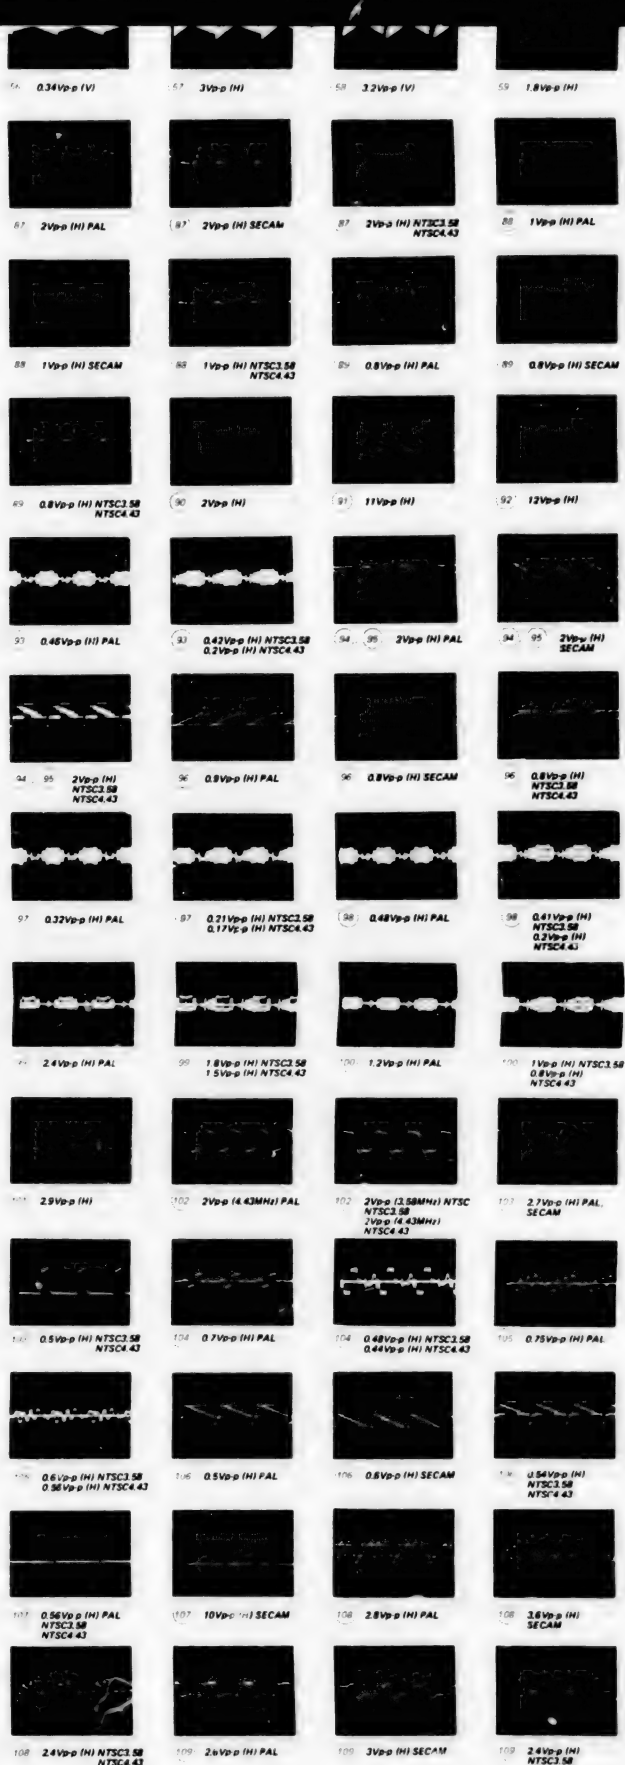 56 0.34Vp-p (V)
57 3Vp-p (H)
58 3.2Vp-p (V)
59 1.8Vp-p (H)
87 2Vp-p (H) PAL
87 2Vp-p (H) SECAM
87 2Vp-p (H) NTSC3.58
NTSC4.43
88 1Vp-p (H) PAL
88 1Vp-p (H) SECAM
88 1Vp-p (H) NTSC3.58
NTSC4.43
89 0.8Vp-p (H) PAL
89 0.8Vp-p (H) SECAM
89 0.8Vp-p (H) NTSC3.58
NTSC4.43
90 2Vp-p (H)
91 11Vp-p (H)
92 12Vp-p (H)
93 0.46Vp-p (H) PAL
93 0.42Vp-p (H) NTSC3.58
0.2Vp-p (H) NTSC4.43
94 95 2Vp-p (H) PAL
94 95 2Vp-p (H)
SECAM
94 95 2Vp-p (H)
NTSC3.58
NTSC4.43
96 0.9Vp-p (H) PAL
96 0.8Vp-p (H) SECAM
96 0.8Vp-p (H)
NTSC3.58
NTSC4.43
97 0.32Vp-p (H) PAL
97 0.21Vp-p (H) NTSC3.58
0.17Vp-p (H) NTSC4.43
98 0.48Vp-p (H) PAL
98 0.41Vp-p (H)
NTSC3.58
0.2Vp-p (H)
NTSC4.43
99 2.4Vp-p (H) PAL
99 1.8Vp-p (H) NTSC3.58
1.5Vp-p (H) NTSC4.43
100 1.2Vp-p (H) PAL
100 1Vp-p (H) NTSC3.58
0.8Vp-p (H)
NTSC4.43
101 2.9Vp-p (H)
102 2Vp-p (4.43MHz) PAL
102 2Vp-p (3.58MHz) NTSC
NTSC3.58
2Vp-p (4.43MHz)
NTSC4.43
103 2.7Vp-p (H) PAL,
SECAM
103 0.5Vp-p (H) NTSC3.58
NTSC4.43
104 0.7Vp-p (H) PAL
104 0.48Vp-p (H) NTSC3.58
0.44Vp-p (H) NTSC4.43
105 0.75Vp-p (H) PAL
105 0.6Vp-p (H) NTSC3.58
0.56Vp-p (H) NTSC4.43
106 0.5Vp-p (H) PAL
106 0.6Vp-p (H) SECAM
106 0.54Vp-p (H)
NTSC3.58
NTSC4.43
107 0.56Vp-p (H) PAL
NTSC3.58
NTSC4.43
107 10Vp-p (H) SECAM
108 2.8Vp-p (H) PAL
108 3.6Vp-p (H)
SECAM
108 2.4Vp-p (H) NTSC3.58
NTSC4.43
109 2.6Vp-p (H) PAL
109 3Vp-p (H) SECAM
109 2.4Vp-p (H)
NTSC3.58